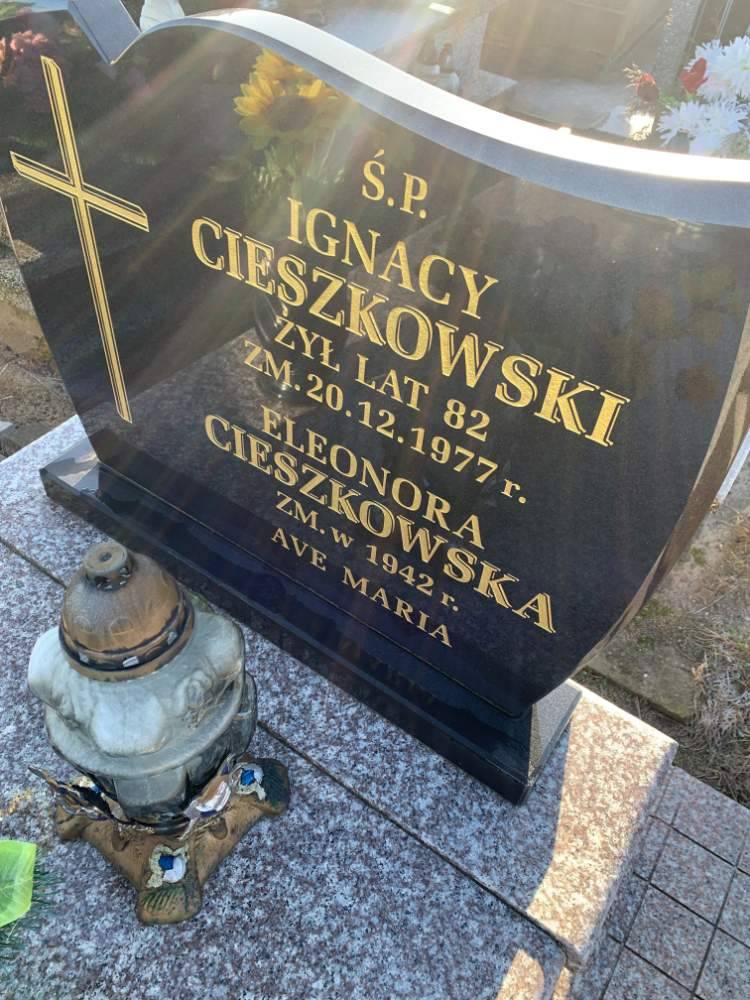 Ś.P.
IGNACY
CIESZKOWSKI
ŻYŁ LAT 82
ZM. 20.12.1977 r.
ELEONORA
CIESZKOWSKA
ZM. w 1942 r.
AVE MARIA